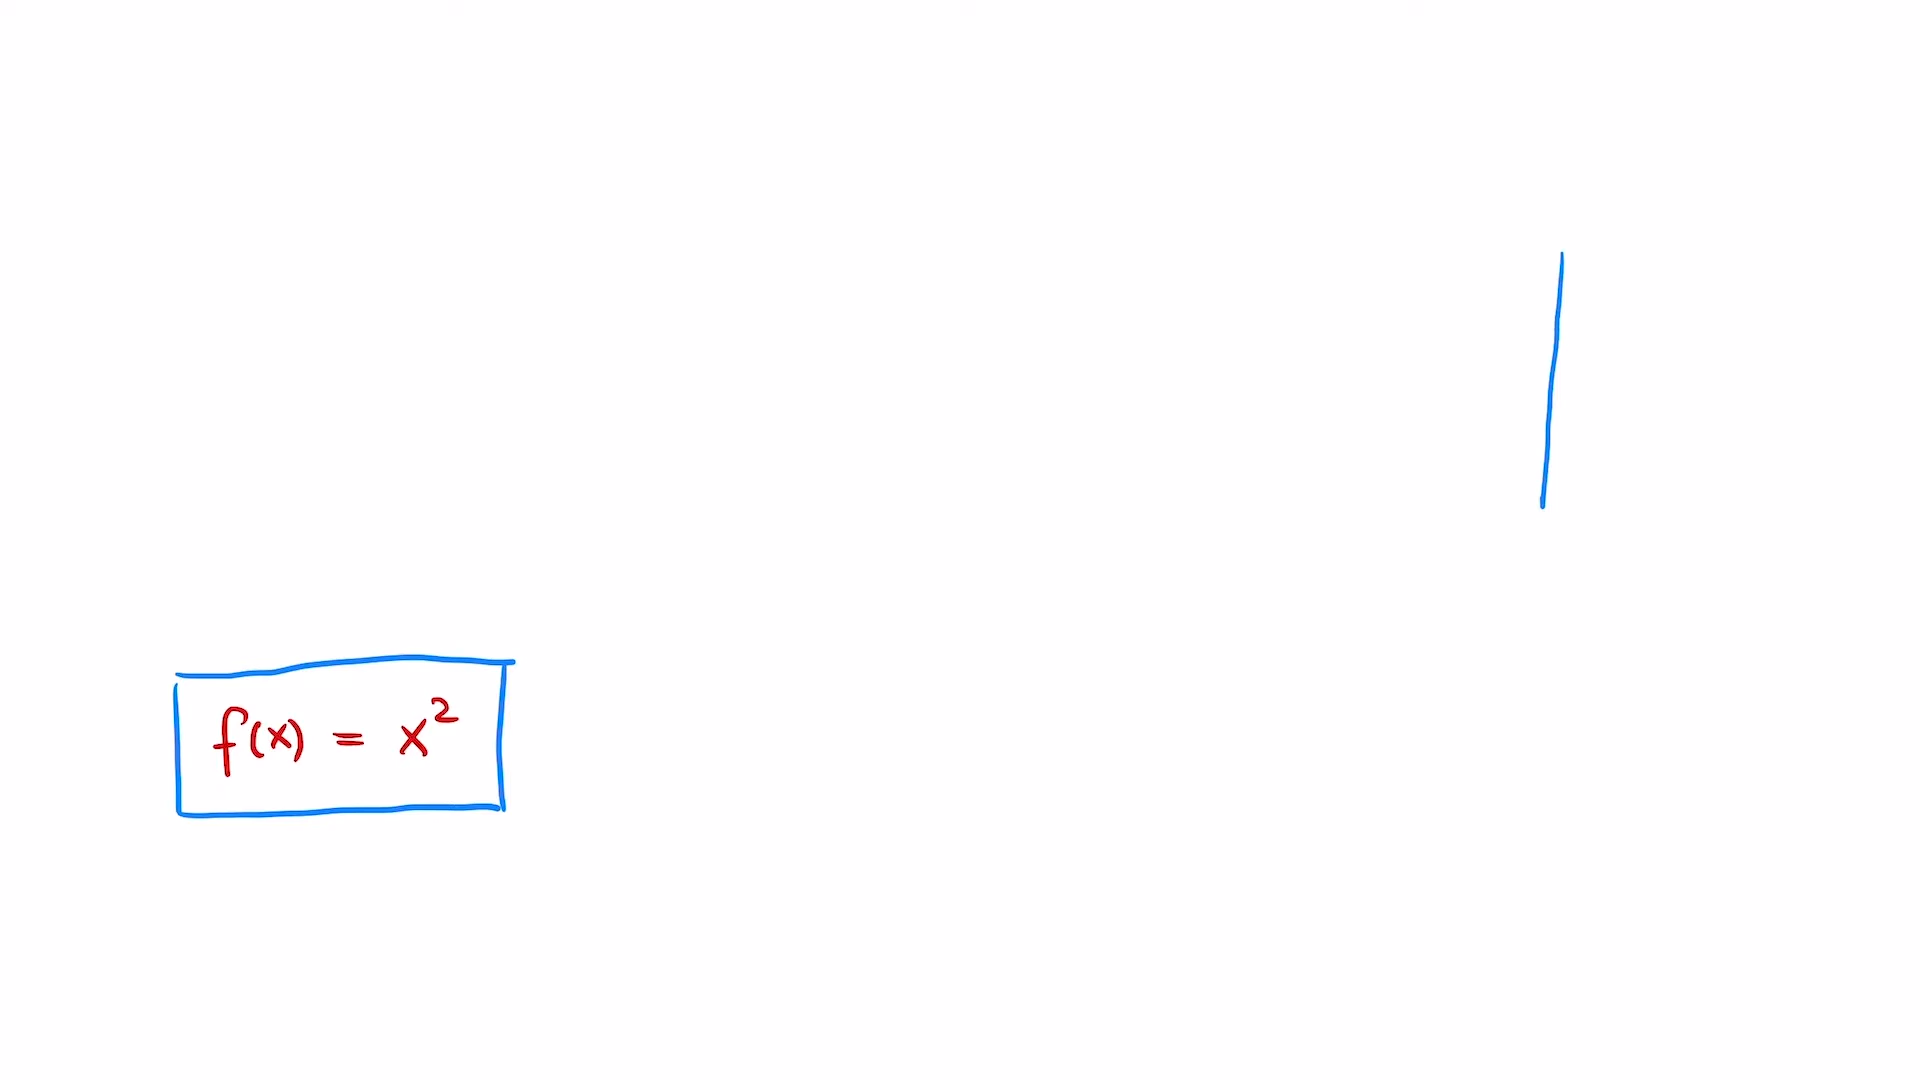 f(x) = x²